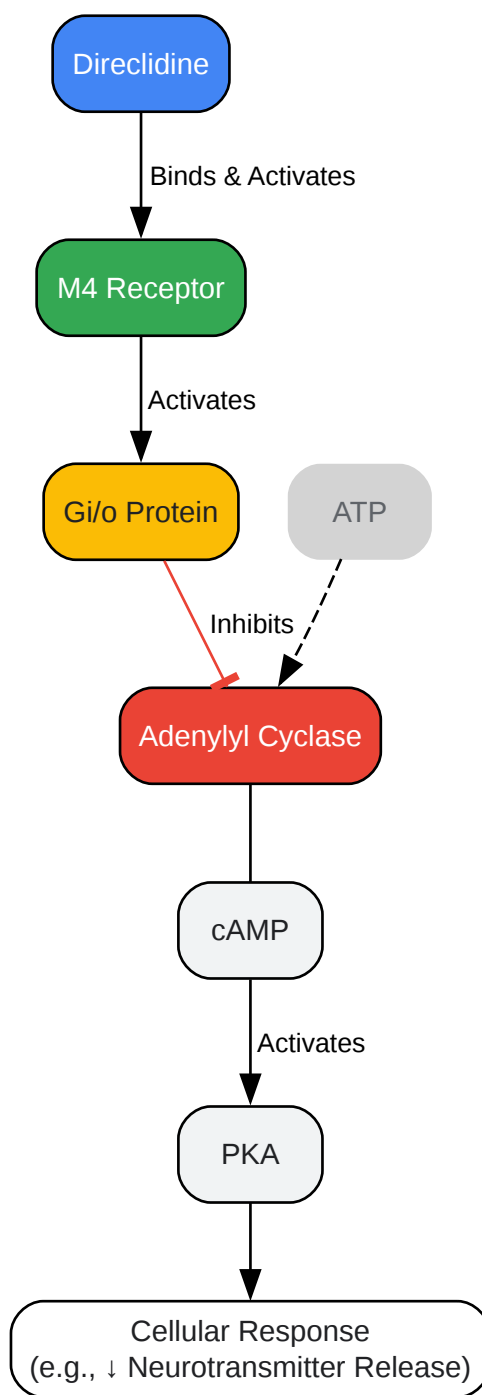 Direclidine
Binds & Activates
M4 Receptor
Activates
Gi/o Protein
ATP
Inhibits
Adenylyl Cyclase
cAMP
Activates
PKA
Cellular Response
(e.g., ↓ Neurotransmitter Release)